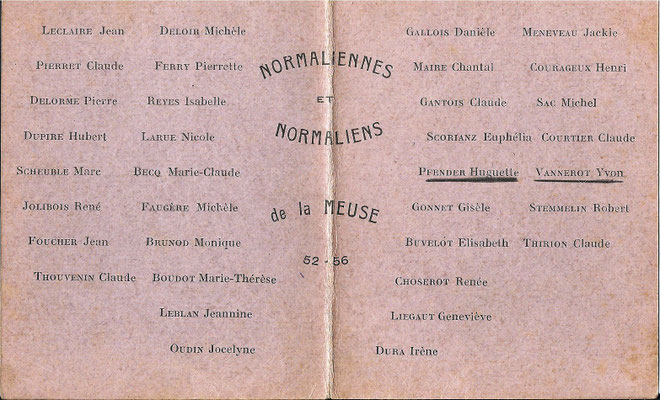 LECLAIRE Jean
PIERRET Claude
DELORME Pierre
DUPIRE Hubert
SCHEUBLE Marc
JOLIBOIS René
FOUCHER Jean
THOUVENIN Claude
DELOIR Michèle
FERRY Pierrette
REYES Isabelle
LARUE Nicole
BECQ Marie-Claude
FAUGÈRE Michèle
BRUNOD Monique
BOUDOT Marie-Thérèse
LEBLAN Jeannine
OUDIN Jocelyne
NORMALIENNES
ET
NORMALIENS
de la MEUSE
52-56
GALLOIS Danièle
MAIRE Chantal
GANTOIS Claude
SCORIANZ Euphélia
PFENDER Huguette
GONNET Gisèle
BUVELOT Elisabeth
CHOSEROT Renée
LIEGAUT Geneviève
DURA Irène
MENEVEAU Jackie
COURAGEUX Henri
SAC Michel
COURTIER Claude
VANNEROT Yvon
STEMMELIN Robert
THIRION Claude